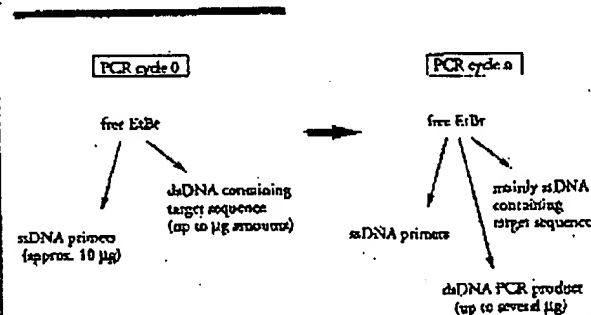 PCR cycle 0
free EtBr
dsDNA containing
target sequence
(up to µg amounts)
ssDNA primers
(approx. 10 µg)
PCR cycle n
free EtBr
mainly ssDNA
containing
target sequence
ssDNA primers
dsDNA PCR product
(up to several µg)